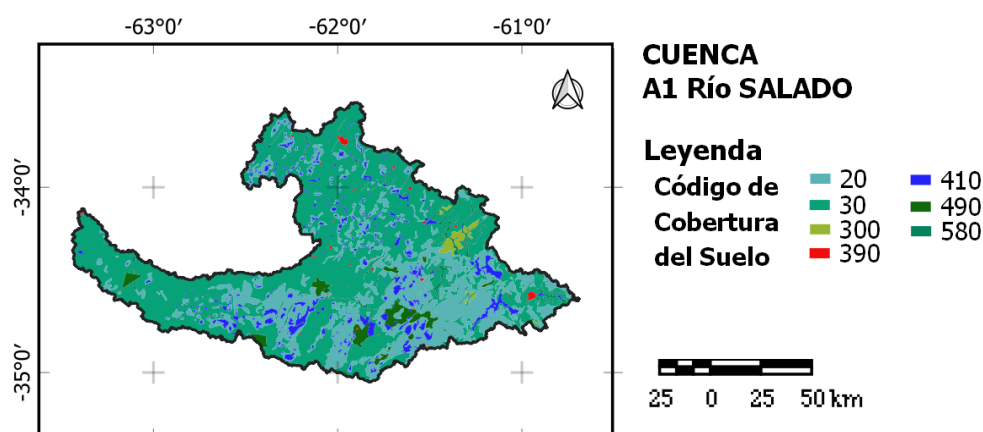 -63°0′ -62°0′ -61°0′
-34°0′
-35°0′
CUENCA
A1 Río SALADO
Leyenda
Código de
Cobertura
del Suelo
20
30
300
390
410
490
580
25 0 25 50 km